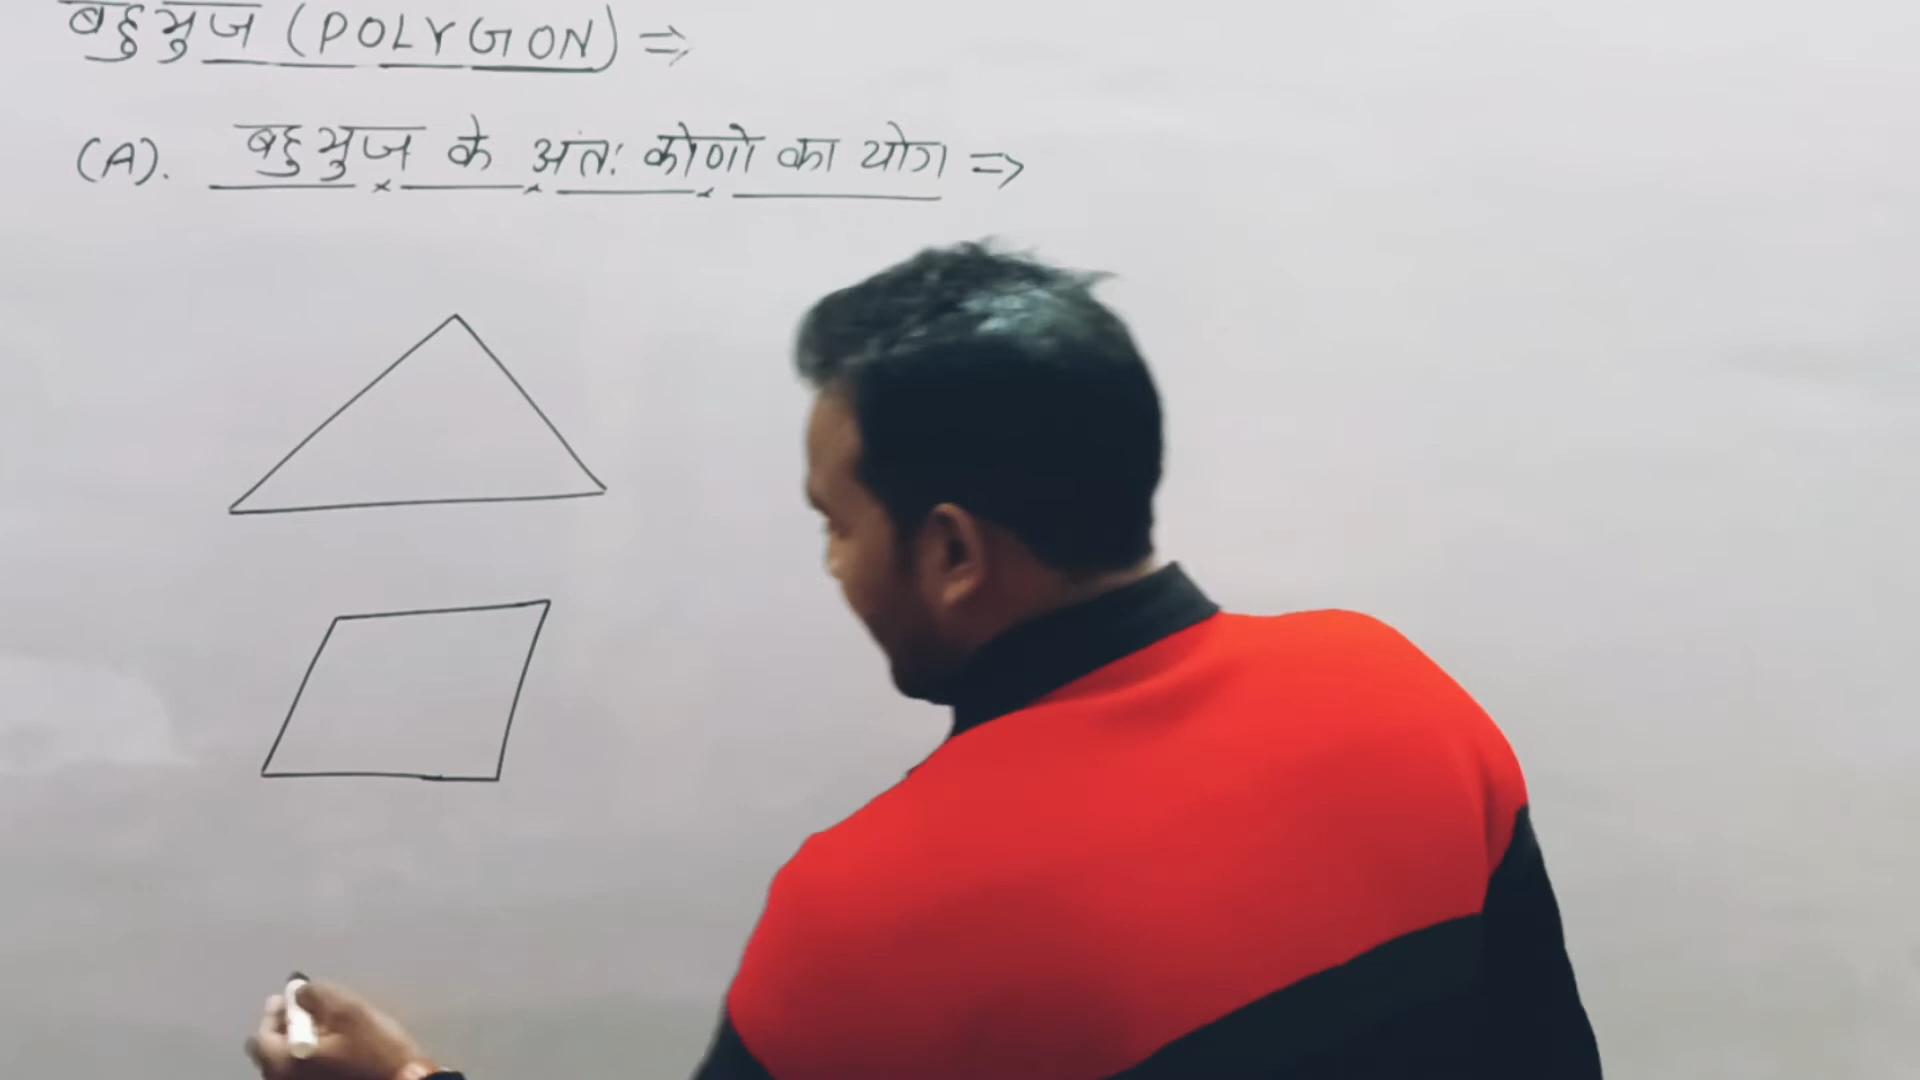 बहुभुज (POLYGON) ⇒
(A). बहुभुज के अंतः कोणो का योग ⇒